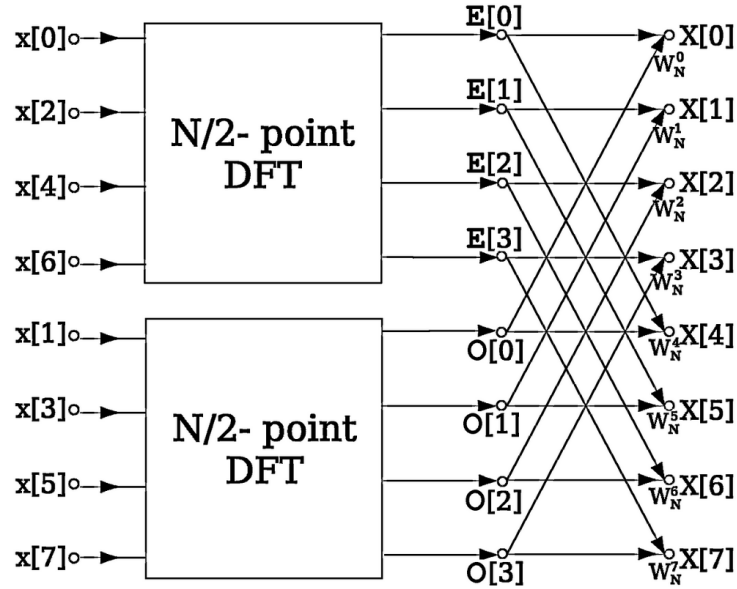 x[0] E[0] X[0]
W_N^0
x[2] E[1] X[1]
W_N^1
N/2- point
DFT
x[4] E[2] X[2]
W_N^2
x[6] E[3] X[3]
W_N^3
x[1] O[0] X[4]
W_N^4
x[3] O[1] X[5]
W_N^5
N/2- point
DFT
x[5] O[2] X[6]
W_N^6
x[7] O[3] X[7]
W_N^7